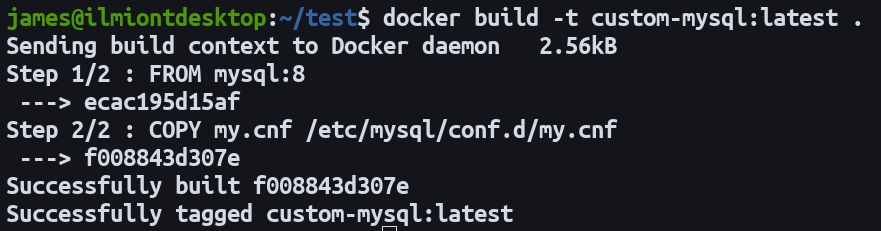 james@ilmiontdesktop:~/test$ docker build -t custom-mysql:latest .
Sending build context to Docker daemon   2.56kB
Step 1/2 : FROM mysql:8
 ---> ecac195d15af
Step 2/2 : COPY my.cnf /etc/mysql/conf.d/my.cnf
 ---> f008843d307e
Successfully built f008843d307e
Successfully tagged custom-mysql:latest